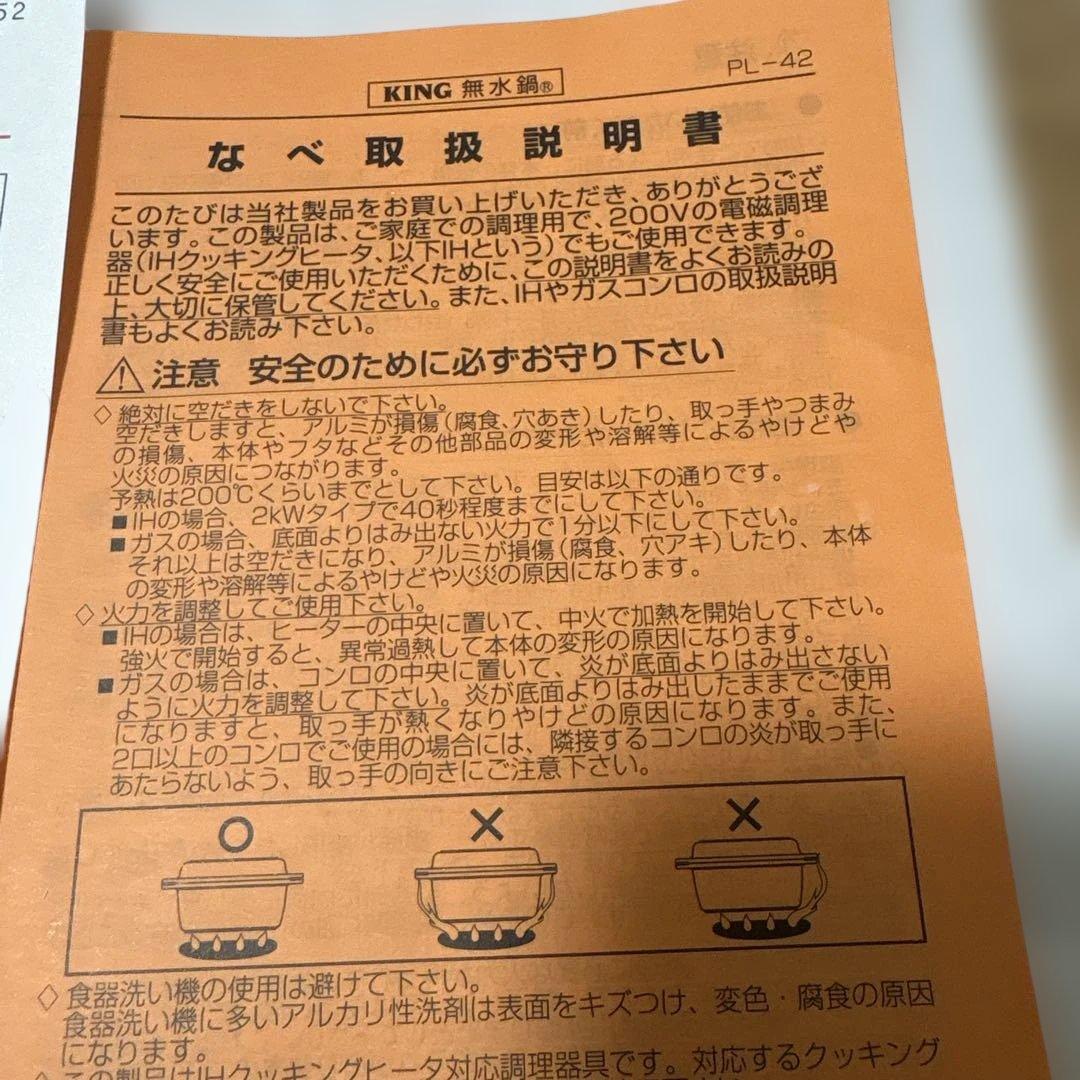 52
PL-42
KING 無水鍋®
なべ取扱説明書
このたびは当社製品をお買い上げいただき、ありがとうござ
います。この製品は、ご家庭での調理用で、200Vの電磁調理
器(IHクッキングヒータ、以下IHという)でもご使用できます。
正しく安全にご使用いただくために、この説明書をよくお読みの
上、大切に保管してください。また、IHやガスコンロの取扱説明
書もよくお読み下さい。
⚠注意 安全のために必ずお守り下さい
◇絶対に空だきをしないで下さい。
空だきしますと、アルミが損傷(腐食、穴あき)したり、取っ手やつまみ
の損傷、本体やフタなどその他部品の変形や溶解等によるやけどや
火災の原因につながります。
予熱は200℃くらいまでとして下さい。目安は以下の通りです。
■IHの場合、2kWタイプで40秒程度までにして下さい。
■ガスの場合、底面よりはみ出ない火力で1分以下にして下さい。
それ以上は空だきになり、アルミが損傷(腐食、穴アキ)したり、本体
の変形や溶解等によるやけどや火災の原因になります。
◇火力を調整してご使用下さい。
■IHの場合は、ヒーターの中央に置いて、中火で加熱を開始して下さい。
強火で開始すると、異常過熱して本体の変形の原因になります。
■ガスの場合は、コンロの中央に置いて、炎が底面よりはみ出さない
ように火力を調整して下さい。炎が底面よりはみ出したままでご使用
になりますと、取っ手が熱くなりやけどの原因になります。また、
2口以上のコンロでご使用の場合には、隣接するコンロの炎が取っ手に
あたらないよう、取っ手の向きにご注意下さい。
○ × ×
◇食器洗い機の使用は避けて下さい。
食器洗い機に多いアルカリ性洗剤は表面をキズつけ、変色・腐食の原因
になります。
◇この製品はIHクッキングヒータ対応調理器具です。対応するクッキング